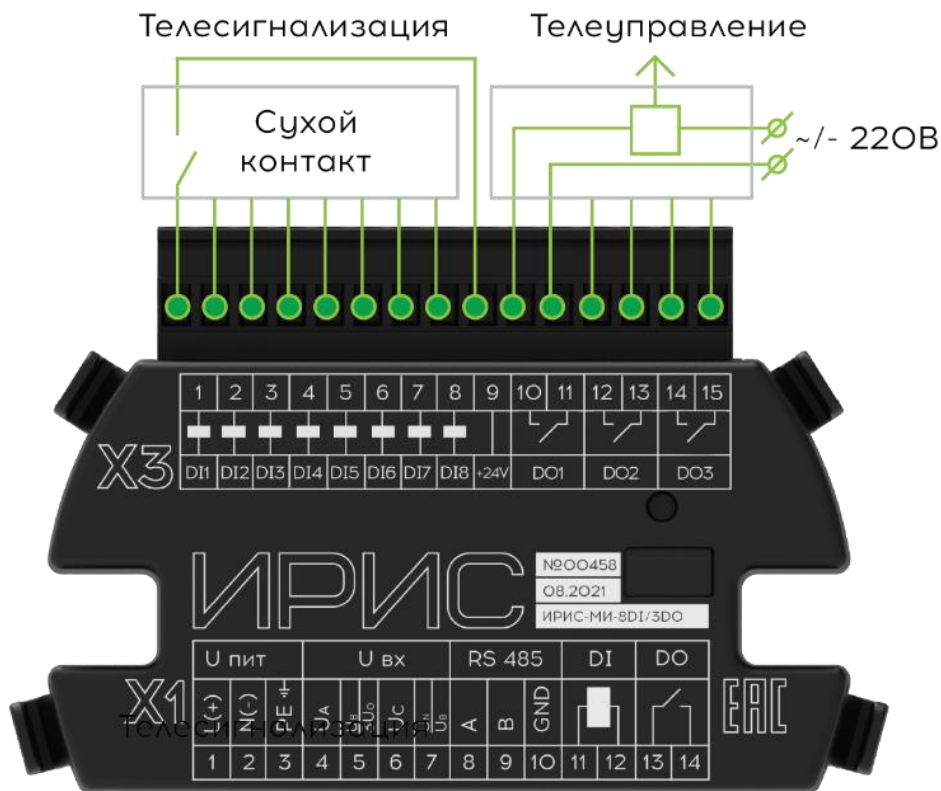 Телесигнализация Телеуправление
Сухой
контакт
~/- 220В
1 2 3 4 5 6 7 8 9 10 11 12 13 14 15
X3
DI1 DI2 DI3 DI4 DI5 DI6 DI7 DI8 +24V DO1 DO2 DO3
ИРИС
№00458
08.2021
ИРИС-МИ-8DI/3DO
U пит U вх RS 485 DI DO
X1
N(-) PE A B GND
EAC
Телесигнализация
1 2 3 4 5 6 7 8 9 10 11 12 13 14